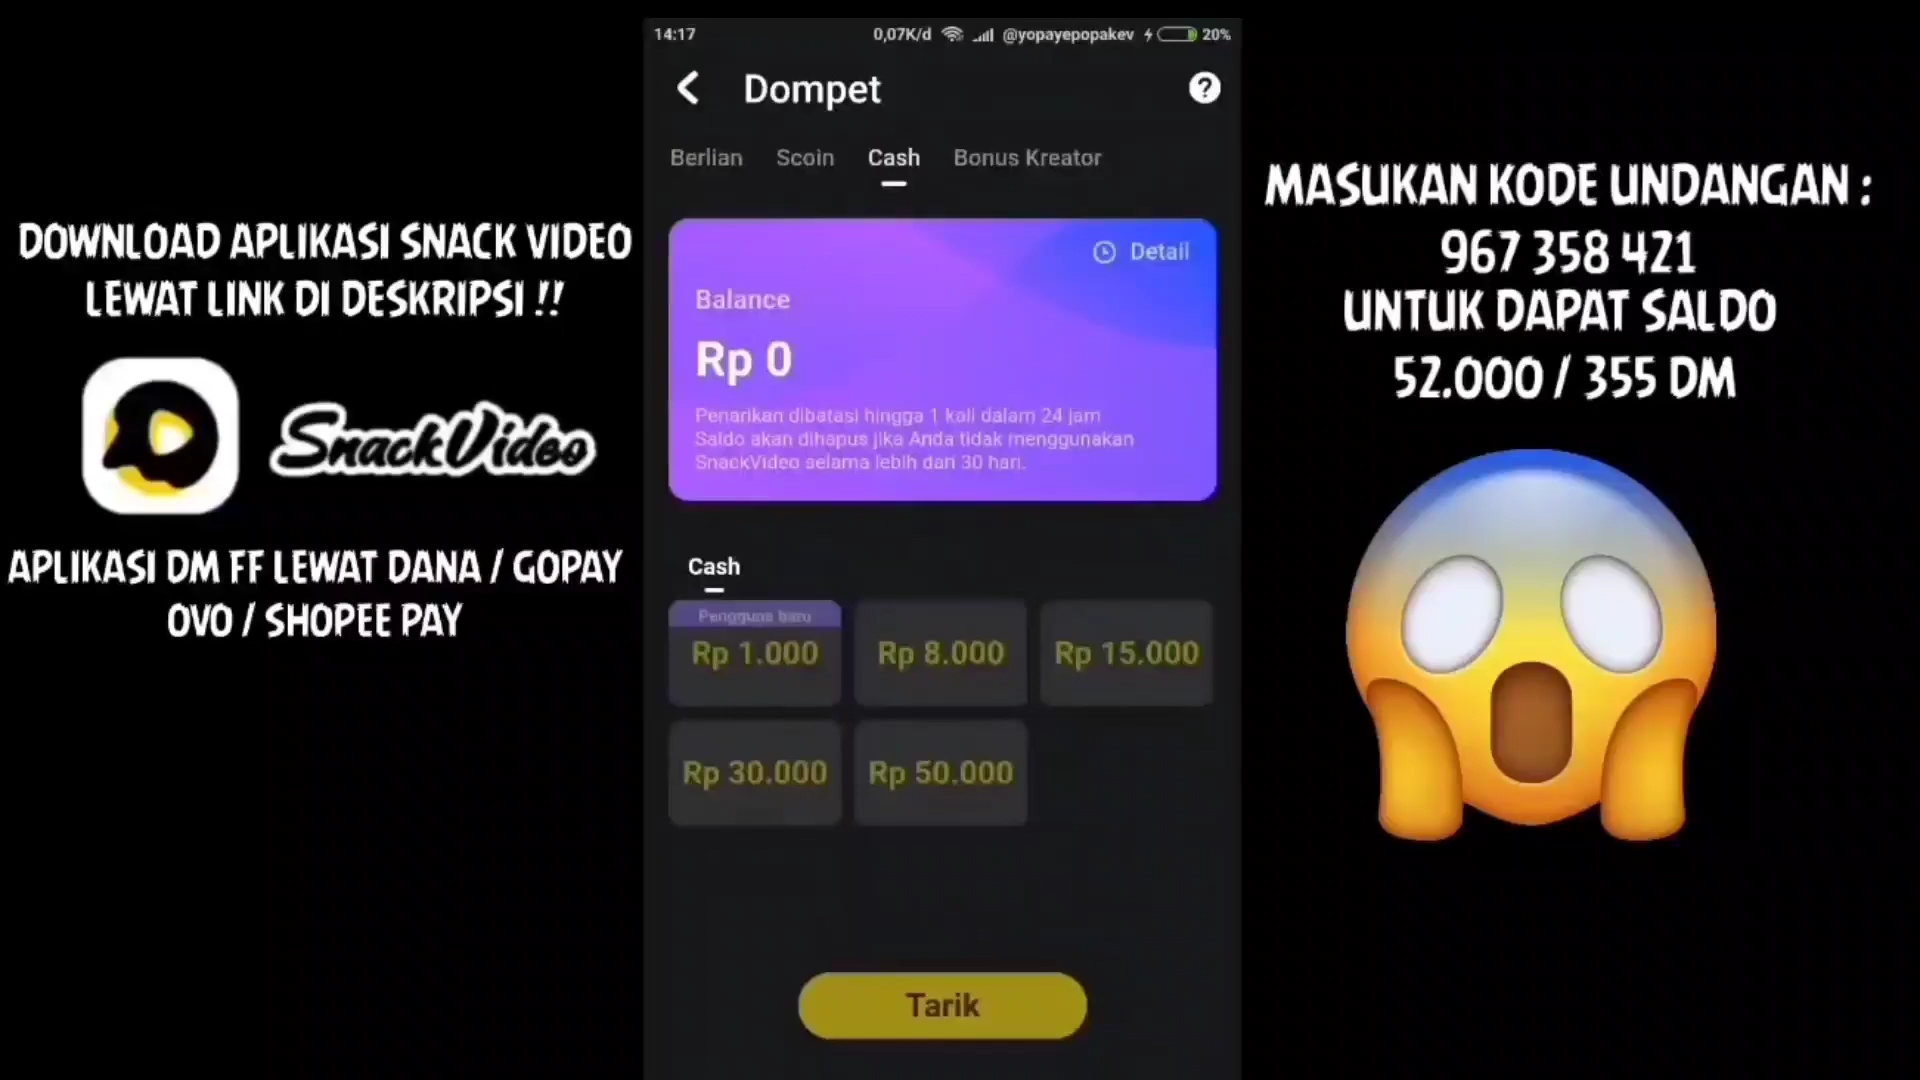 14:17 0,07K/d @yopayepopakev 20%
Dompet
Berlian Scoin Cash Bonus Kreator
Detail
Balance
Rp 0
Penarikan dibatasi hingga 1 kali dalam 24 jam
Saldo akan dihapus jika Anda tidak menggunakan
SnackVideo selama lebih dari 30 hari.
Cash
Pengguna baru
Rp 1.000 Rp 8.000 Rp 15.000
Rp 30.000 Rp 50.000
Tarik
DOWNLOAD APLIKASI SNACK VIDEO
LEWAT LINK DI DESKRIPSI !!
SnackVideo
APLIKASI DM FF LEWAT DANA / GOPAY
OVO / SHOPEE PAY
MASUKAN KODE UNDANGAN :
967 358 421
UNTUK DAPAT SALDO
52.000 / 355 DM